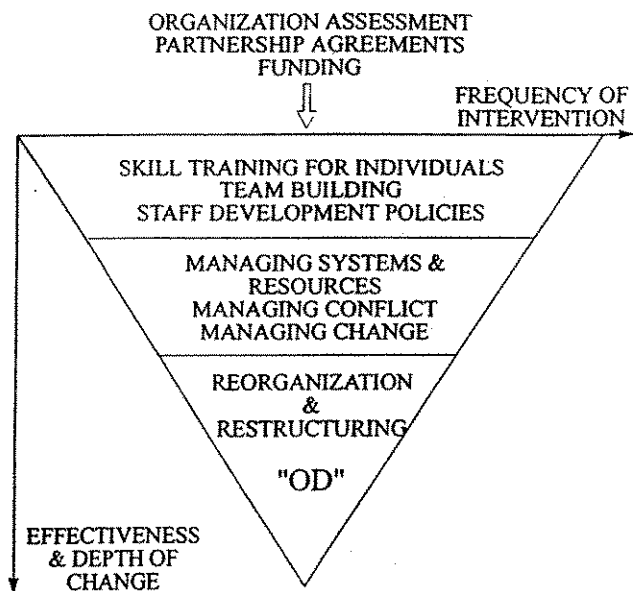 ORGANIZATION ASSESSMENT
PARTNERSHIP AGREEMENTS
FUNDING
FREQUENCY OF
INTERVENTION
SKILL TRAINING FOR INDIVIDUALS
TEAM BUILDING
STAFF DEVELOPMENT POLICIES
MANAGING SYSTEMS &
RESOURCES
MANAGING CONFLICT
MANAGING CHANGE
REORGANIZATION
&
RESTRUCTURING
"OD"
EFFECTIVENESS
& DEPTH OF
CHANGE